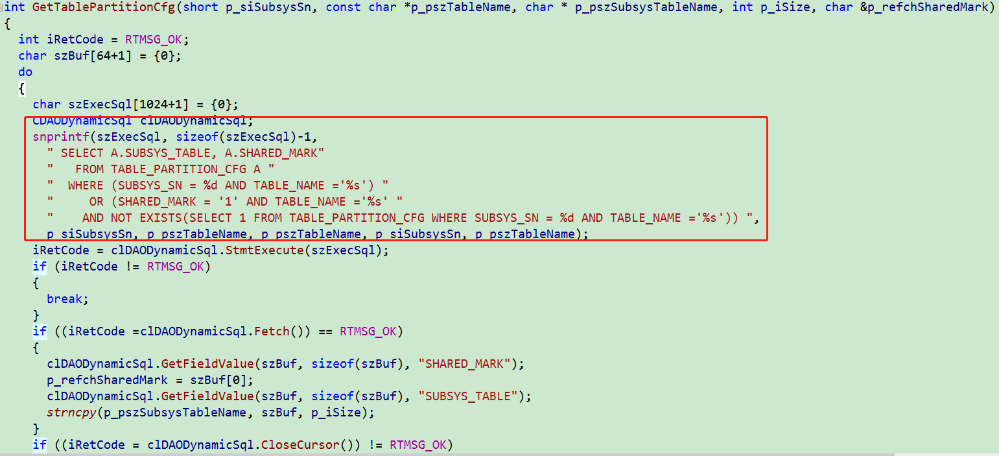 int GetTablePartitionCfg(short p_siSubsysSn, const char *p_pszTableName, char * p_pszSubsysTableName, int p_iSize, char &p_refchSharedMark)
{
  int iRetCode = RTMSG_OK;
  char szBuf[64+1] = {0};
  do
  {
    char szExecSql[1024+1] = {0};
    CDAODynamicSql clDAODynamicSql;
    snprintf(szExecSql, sizeof(szExecSql)-1,
      " SELECT A.SUBSYS_TABLE, A.SHARED_MARK"
      "   FROM TABLE_PARTITION_CFG A "
      "  WHERE (SUBSYS_SN = %d AND TABLE_NAME ='%s') "
      "     OR (SHARED_MARK = '1' AND TABLE_NAME ='%s' "
      "    AND NOT EXISTS(SELECT 1 FROM TABLE_PARTITION_CFG WHERE SUBSYS_SN = %d AND TABLE_NAME ='%s')) ",
      p_siSubsysSn, p_pszTableName, p_pszTableName, p_siSubsysSn, p_pszTableName);
    iRetCode = clDAODynamicSql.StmtExecute(szExecSql);
    if (iRetCode != RTMSG_OK)
    {
      break;
    }
    if ((iRetCode =clDAODynamicSql.Fetch()) == RTMSG_OK)
    {
      clDAODynamicSql.GetFieldValue(szBuf, sizeof(szBuf), "SHARED_MARK");
      p_refchSharedMark = szBuf[0];
      clDAODynamicSql.GetFieldValue(szBuf, sizeof(szBuf), "SUBSYS_TABLE");
      strncpy(p_pszSubsysTableName, szBuf, p_iSize);
    }
    if ((iRetCode = clDAODynamicSql.CloseCursor()) != RTMSG_OK)